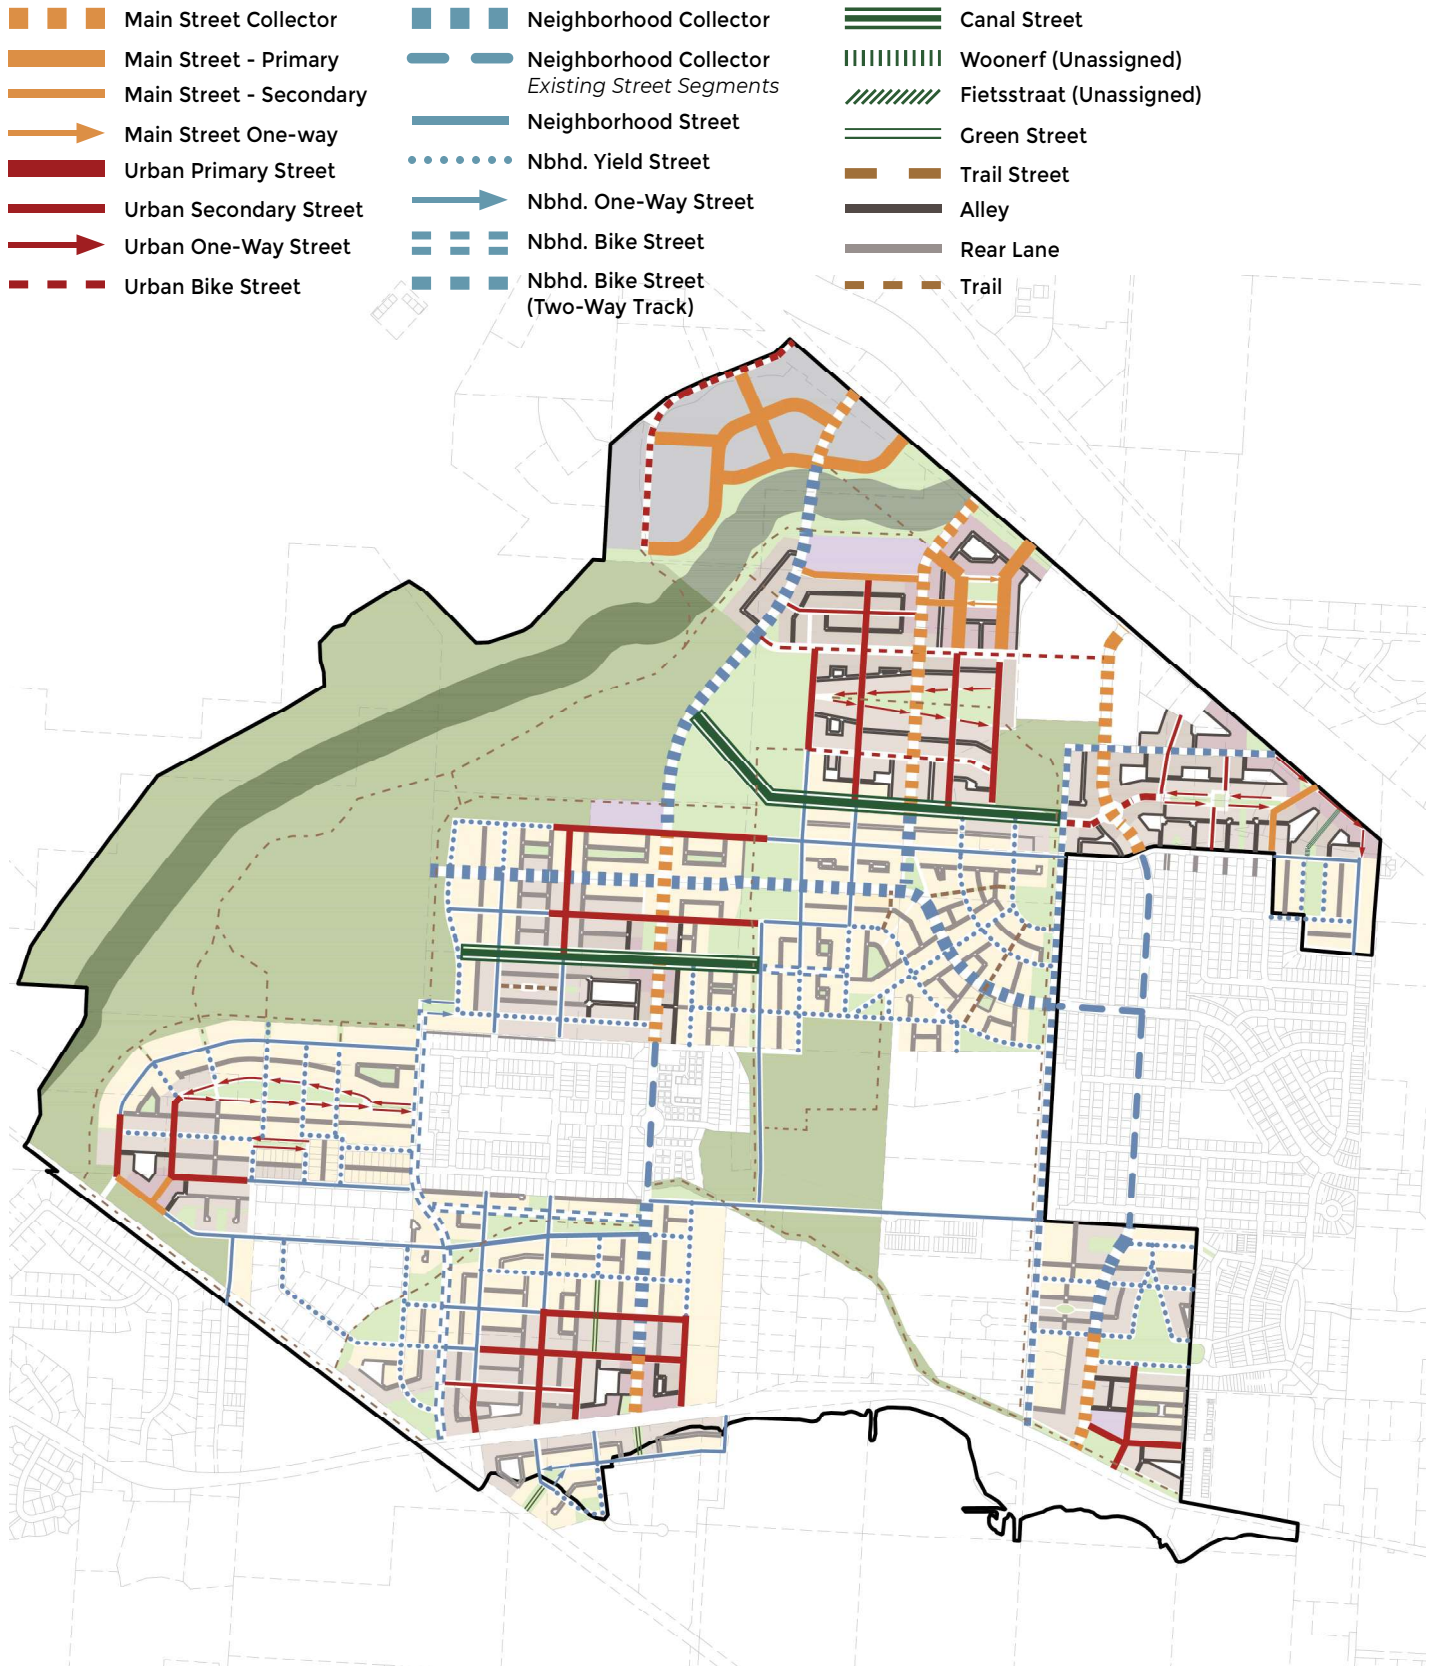 Main Street Collector
Main Street - Primary
Main Street - Secondary
Main Street One-way
Urban Primary Street
Urban Secondary Street
Urban One-Way Street
Urban Bike Street
Neighborhood Collector
Neighborhood Collector
Existing Street Segments
Neighborhood Street
Nbhd. Yield Street
Nbhd. One-Way Street
Nbhd. Bike Street
Nbhd. Bike Street
(Two-Way Track)
Canal Street
Woonerf (Unassigned)
Fietsstraat (Unassigned)
Green Street
Trail Street
Alley
Rear Lane
Trail